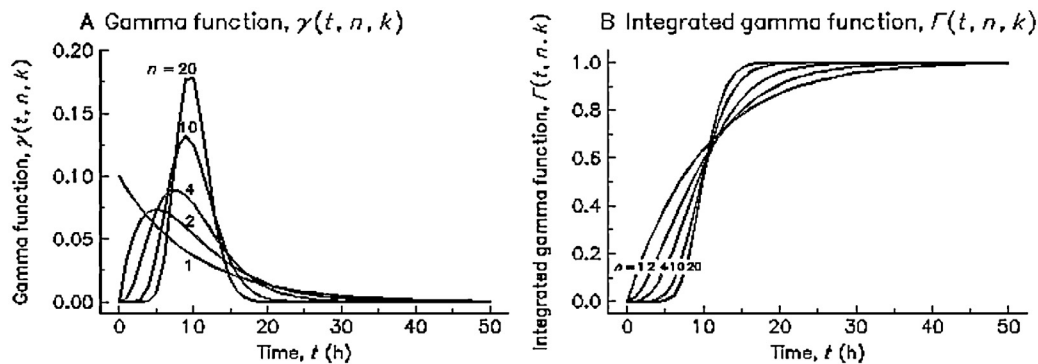 A Gamma function, γ(t, n, k)
Gamma function, γ(t, n, k)
0.20
0.15
0.10
0.05
0.00
n = 20
10
4
2
1
0 10 20 30 40 50
Time, t (h)
B Integrated gamma function, Γ(t, n, k)
Integrated gamma function, Γ(t, n. k)
1.0
0.8
0.6
0.4
0.2
0.0
n=1 2 4 10 20
0 10 20 30 40 50
Time, t (h)